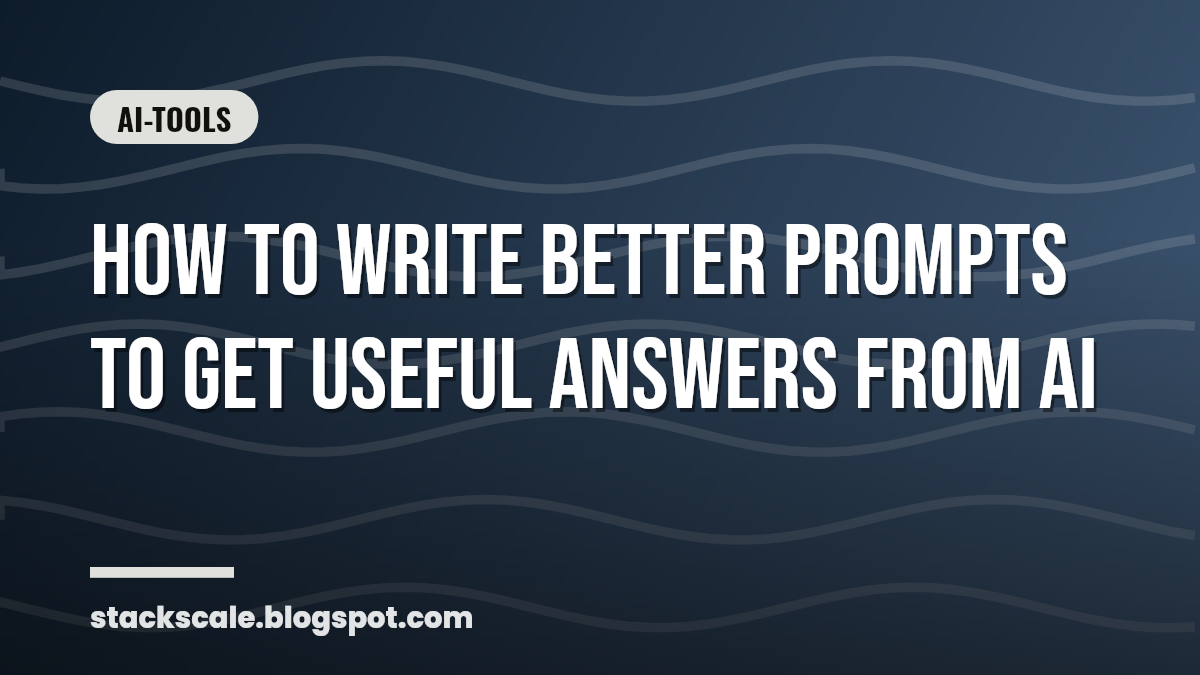 AI-TOOLS
HOW TO WRITE BETTER PROMPTS
TO GET USEFUL ANSWERS FROM AI
stackscale.blogspot.com